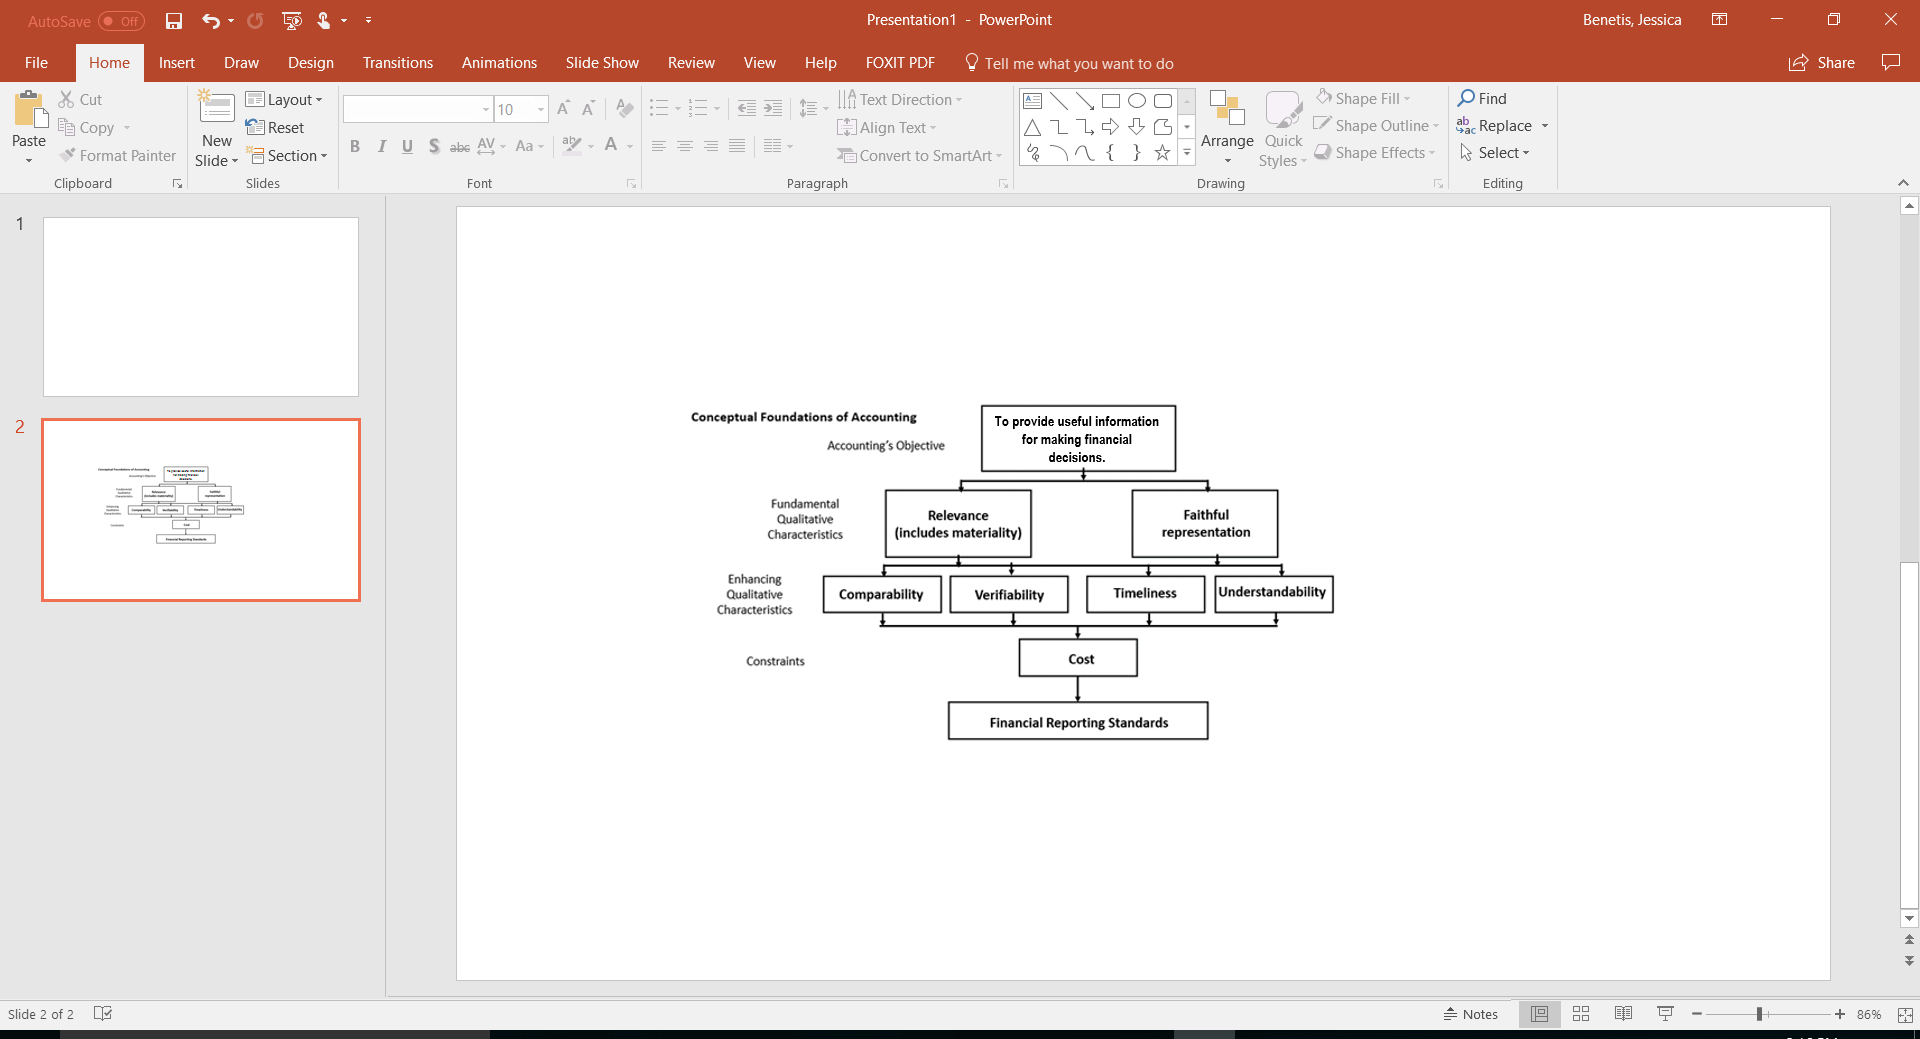 AutoSave Off
Presentation1 - PowerPoint
Benetis, Jessica
File Home Insert Draw Design Transitions Animations Slide Show Review View Help FOXIT PDF Tell me what you want to do Share
Paste
Cut
Copy
Format Painter
Clipboard
New
Slide
Layout
Reset
Section
Slides
10
B I U S abc AV Aa A
Font
Text Direction
Align Text
Convert to SmartArt
Paragraph
Arrange
Quick
Styles
Shape Fill
Shape Outline
Shape Effects
Drawing
Find
Replace
Select
Editing
1
2
Conceptual Foundations of Accounting
Accounting's Objective
To provide useful information
for making financial
decisions.
Fundamental
Qualitative
Characteristics
Relevance
(includes materiality)
Faithful
representation
Enhancing
Qualitative
Characteristics
Comparability
Verifiability
Timeliness
Understandability
Constraints
Cost
Financial Reporting Standards
Slide 2 of 2
Notes
86%